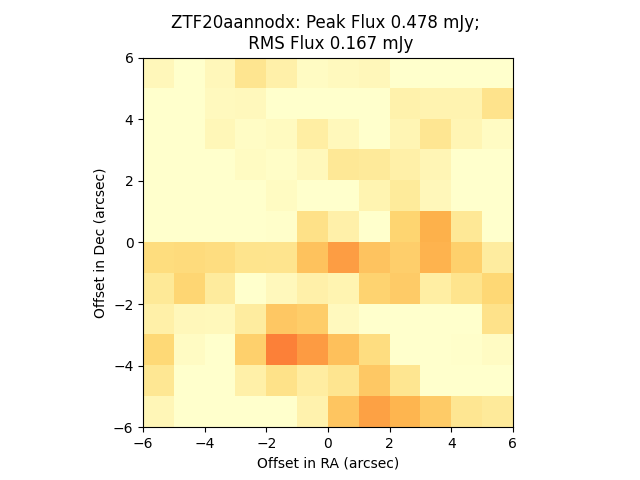 ZTF20aannodx: Peak Flux 0.478 mJy;
RMS Flux 0.167 mJy
6
4
2
0
−2
−4
−6
Offset in Dec (arcsec)
−6 −4 −2 0 2 4 6
Offset in RA (arcsec)